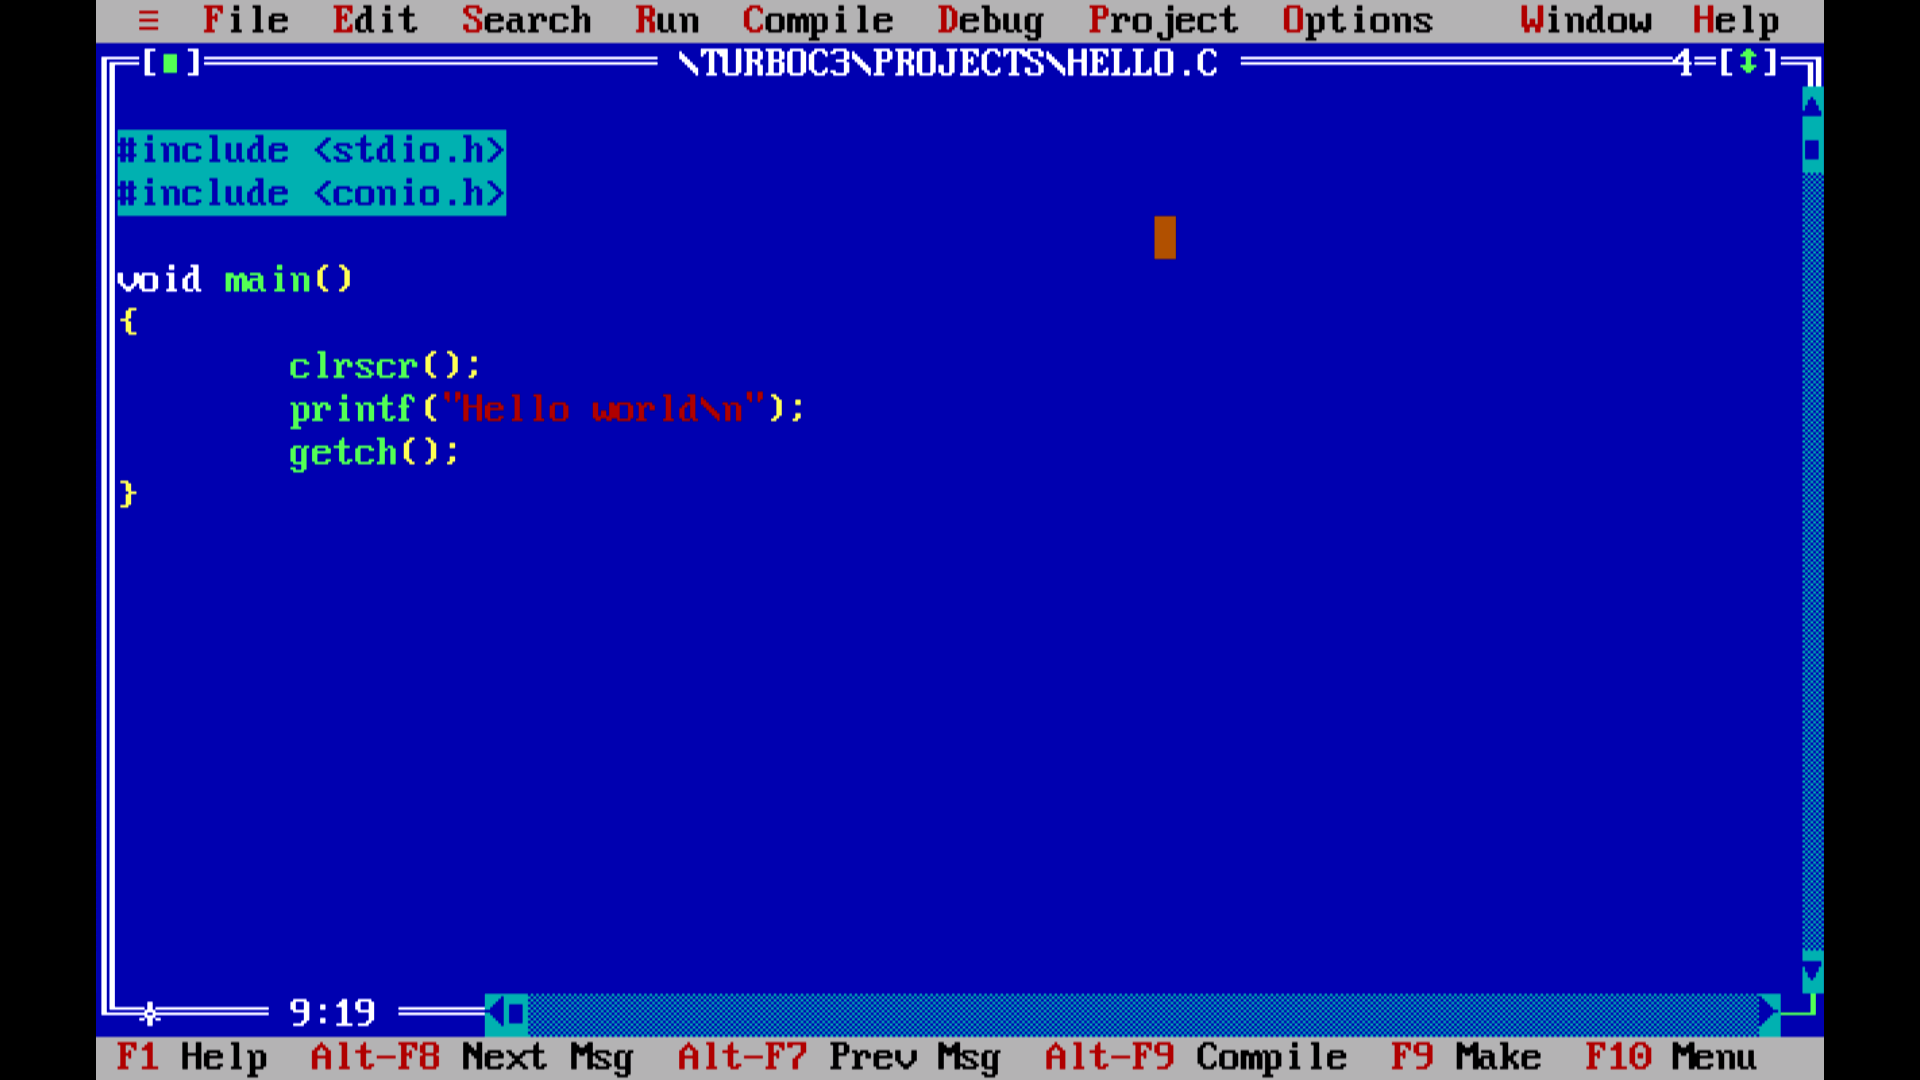 ≡ File Edit Search Run Compile Debug Project Options Window Help
[■] \TURBOC3\PROJECTS\HELLO.C 4=[↕]
#include <stdio.h>
#include <conio.h>
void main()
{
clrscr();
printf("Hello world\n");
getch();
}
9:19
F1 Help Alt-F8 Next Msg Alt-F7 Prev Msg Alt-F9 Compile F9 Make F10 Menu